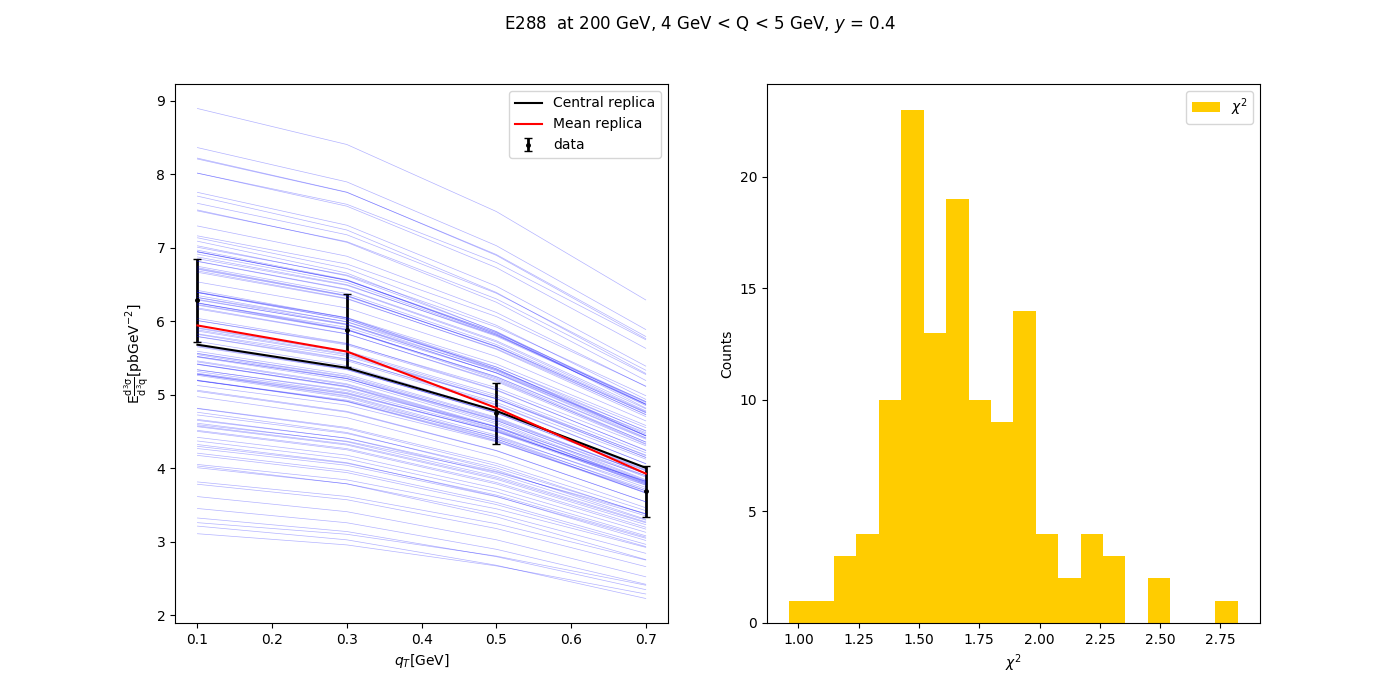 E288 at 200 GeV, 4 GeV < Q < 5 GeV, y = 0.4
Central replica
Mean replica
data
9
8
7
6
5
4
3
2
E d³σ/d³q [pbGeV⁻²]
0.1 0.2 0.3 0.4 0.5 0.6 0.7
q_T[GeV]
χ²
20
15
10
5
0
Counts
1.00 1.25 1.50 1.75 2.00 2.25 2.50 2.75
χ²